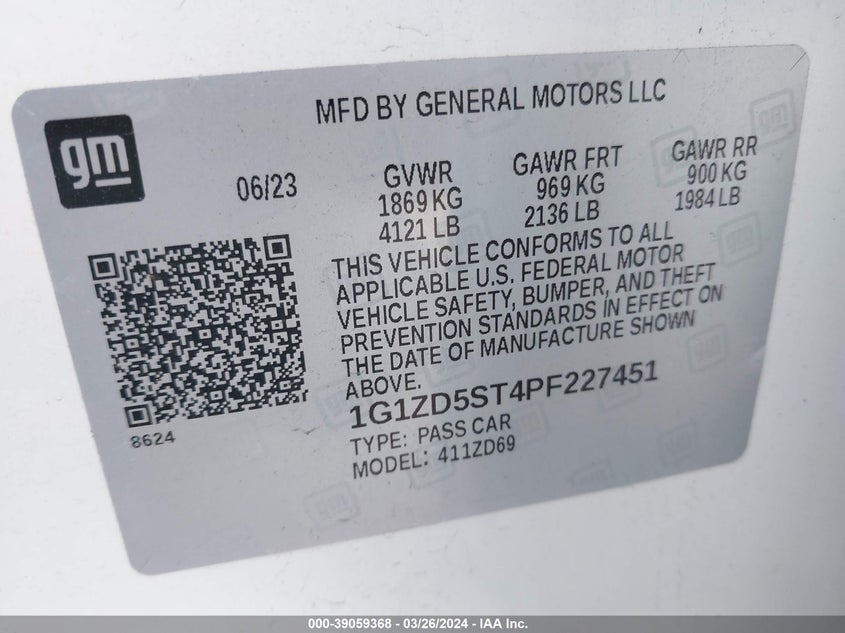 MFD BY GENERAL MOTORS LLC
gm
06/23
GVWR
1869 KG
4121 LB
GAWR FRT
969 KG
2136 LB
GAWR RR
900 KG
1984 LB
THIS VEHICLE CONFORMS TO ALL
APPLICABLE U.S. FEDERAL MOTOR
VEHICLE SAFETY, BUMPER, AND THEFT
PREVENTION STANDARDS IN EFFECT ON
THE DATE OF MANUFACTURE SHOWN
ABOVE.
1G1ZD5ST4PF227451
8624
TYPE: PASS CAR
MODEL: 411ZD69
000-39059368 - 03/26/2024 - IAA Inc.